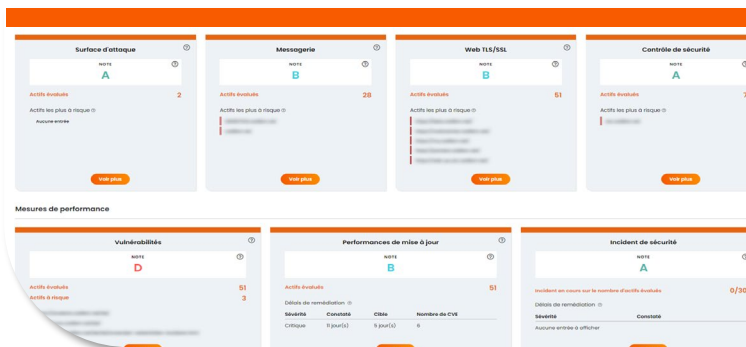 Surface d'attaque
NOTE
A
Actifs évalués 2
Actifs les plus à risque
Aucune entrée
Voir plus
Messagerie
NOTE
B
Actifs évalués 28
Actifs les plus à risque
Voir plus
Web TLS/SSL
NOTE
B
Actifs évalués 51
Actifs les plus à risque
Voir plus
Contrôle de sécurité
NOTE
A
Actifs évalués 7
Actifs les plus à risque
Voir plus
Mesures de performance
Vulnérabilités
NOTE
D
Actifs évalués 51
Actifs à risque 3
Performances de mise à jour
NOTE
B
Actifs évalués 51
Délais de remédiation
Sévérité Constaté Cible Nombre de CVE
Critique 11 jour(s) 5 jour(s) 6
Incident de sécurité
NOTE
A
Incident en cours sur le nombre d'actifs évalués 0/30
Délais de remédiation
Sévérité Constaté
Aucune entrée à afficher